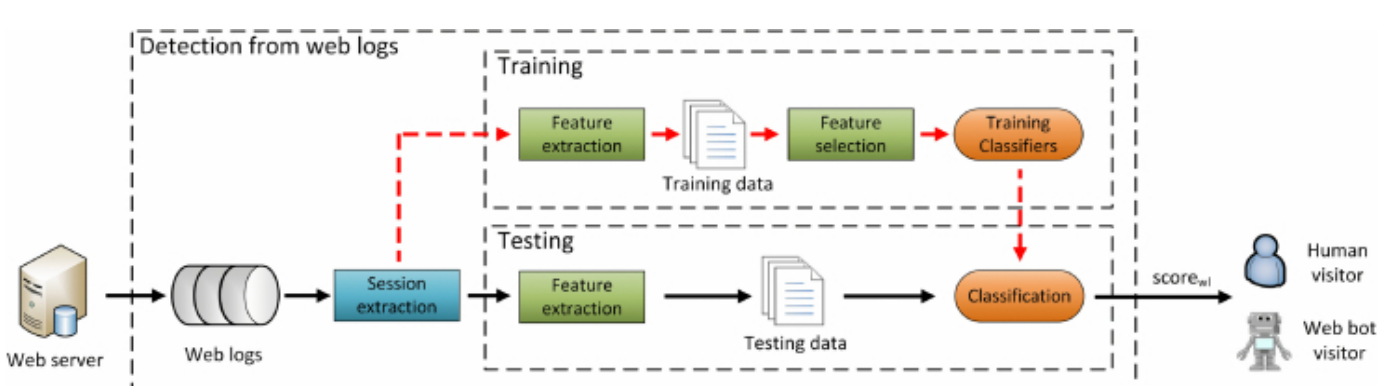 Detection from web logs
Training
Feature
extraction
Training data
Feature
selection
Training
Classifiers
Testing
Web server
Web logs
Session
extraction
Feature
extraction
Testing data
Classification
scorewl
Human
visitor
Web bot
visitor